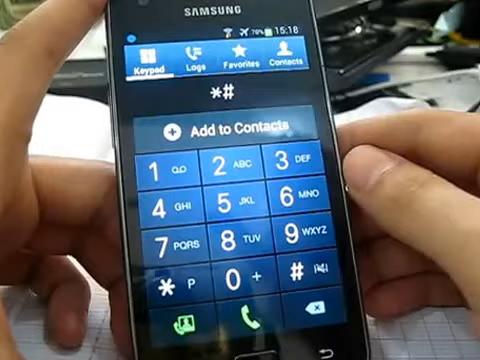 SAMSUNG
76% 15:18
Keypad Logs Favorites Contacts
*#
Add to Contacts
1 2 ABC 3 DEF
4 GHI 5 JKL 6 MNO
7 PQRS 8 TUV 9 WXYZ
* P 0 + #